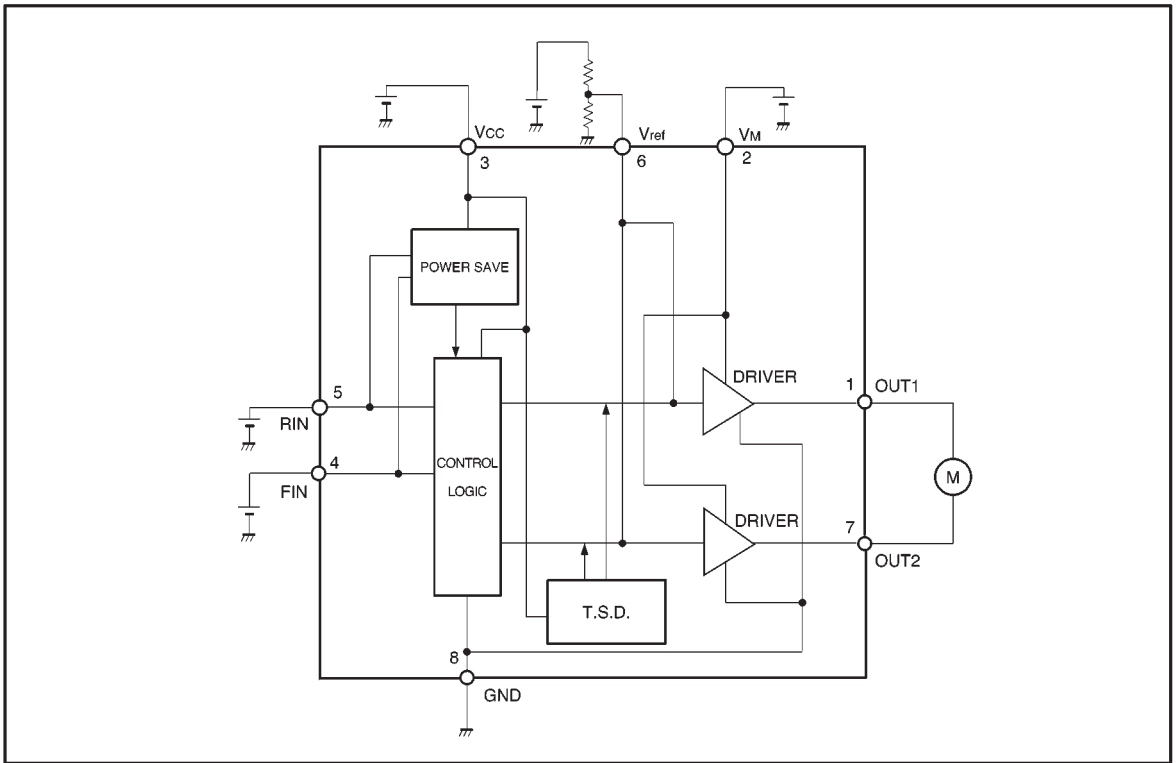 VCC
3
Vref
6
VM
2
POWER SAVE
5
RIN
4
FIN
CONTROL
LOGIC
DRIVER
1
OUT1
M
DRIVER
7
OUT2
T.S.D.
8
GND